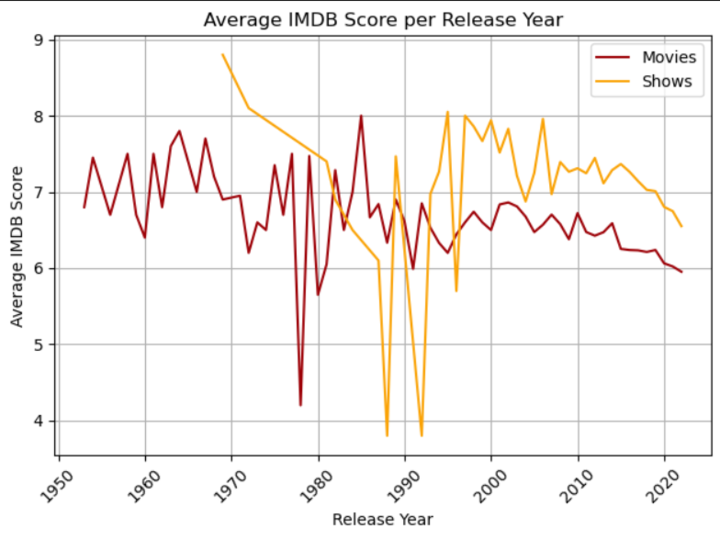 Average IMDB Score per Release Year
Movies
Shows
Average IMDB Score
9
8
7
6
5
4
1950
1960
1970
1980
1990
2000
2010
2020
Release Year